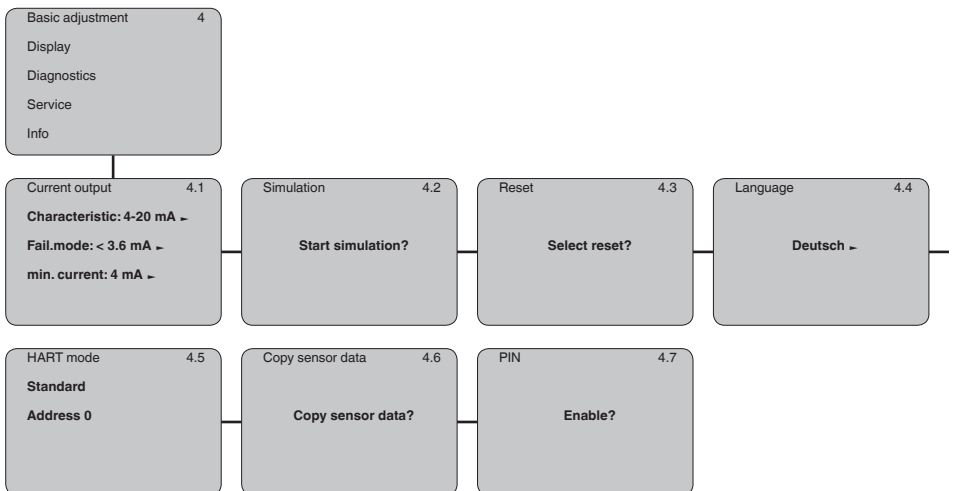 Basic adjustment 4
Display
Diagnostics
Service
Info
Current output 4.1
Characteristic: 4-20 mA ►
Fail.mode: < 3.6 mA ►
min. current: 4 mA ►
Simulation 4.2
Start simulation?
Reset 4.3
Select reset?
Language 4.4
Deutsch ►
HART mode 4.5
Standard
Address 0
Copy sensor data 4.6
Copy sensor data?
PIN 4.7
Enable?